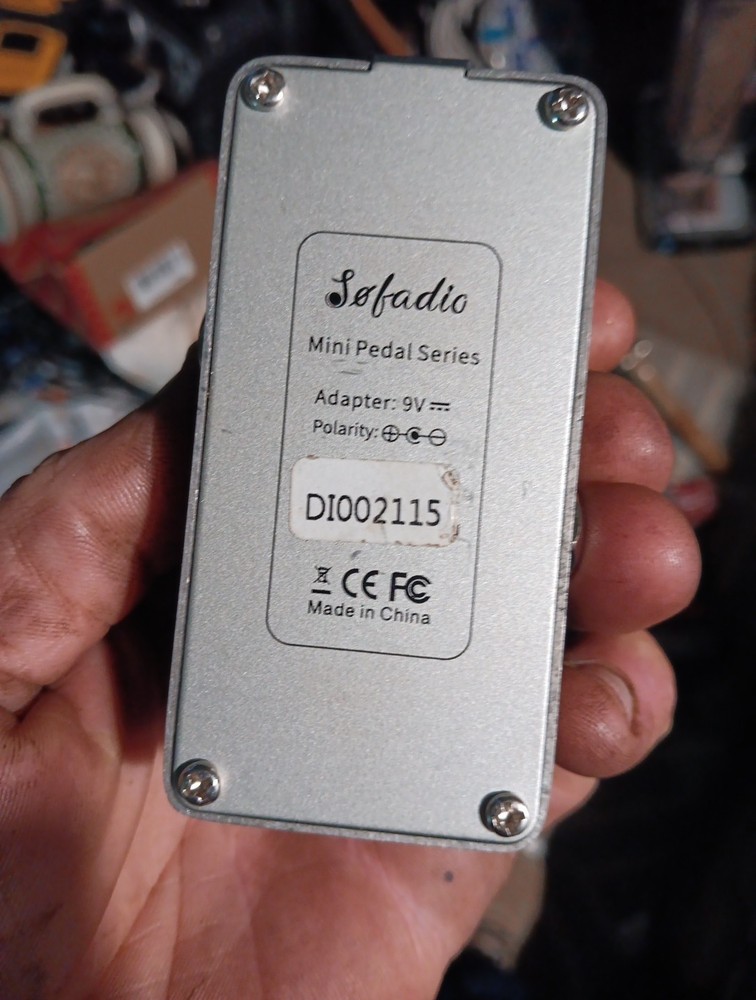 Søfadio
Mini Pedal Series
Adapter: 9V
Polarity:
DI002115
CE FC
Made in China